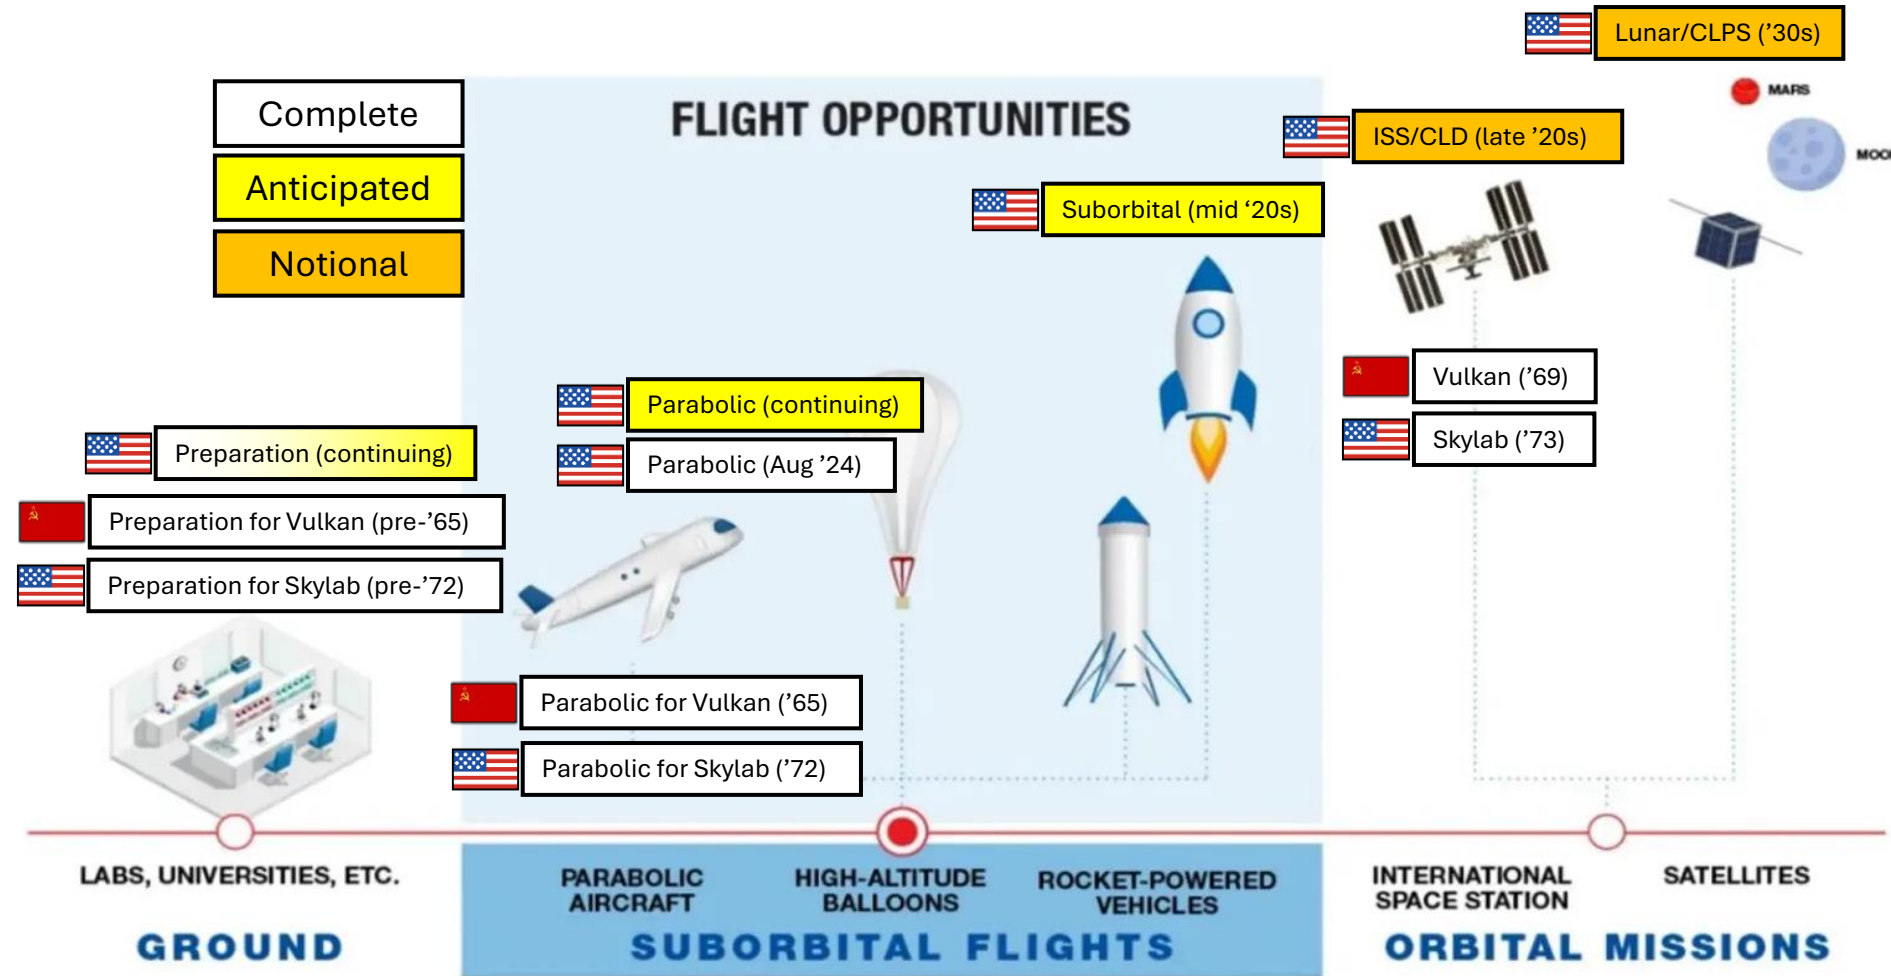 Lunar/CLPS (’30s)
MARS
Complete
FLIGHT OPPORTUNITIES
ISS/CLD (late ’20s)
MOO
Anticipated
Suborbital (mid ‘20s)
Notional
Vulkan (’69)
Parabolic (continuing)
Skylab (’73)
Preparation (continuing)
Parabolic (Aug ’24)
Preparation for Vulkan (pre-’65)
Preparation for Skylab (pre-’72)
Parabolic for Vulkan (’65)
Parabolic for Skylab (’72)
LABS, UNIVERSITIES, ETC.
PARABOLIC
AIRCRAFT
HIGH-ALTITUDE
BALLOONS
ROCKET-POWERED
VEHICLES
INTERNATIONAL
SPACE STATION
SATELLITES
GROUND
SUBORBITAL FLIGHTS
ORBITAL MISSIONS